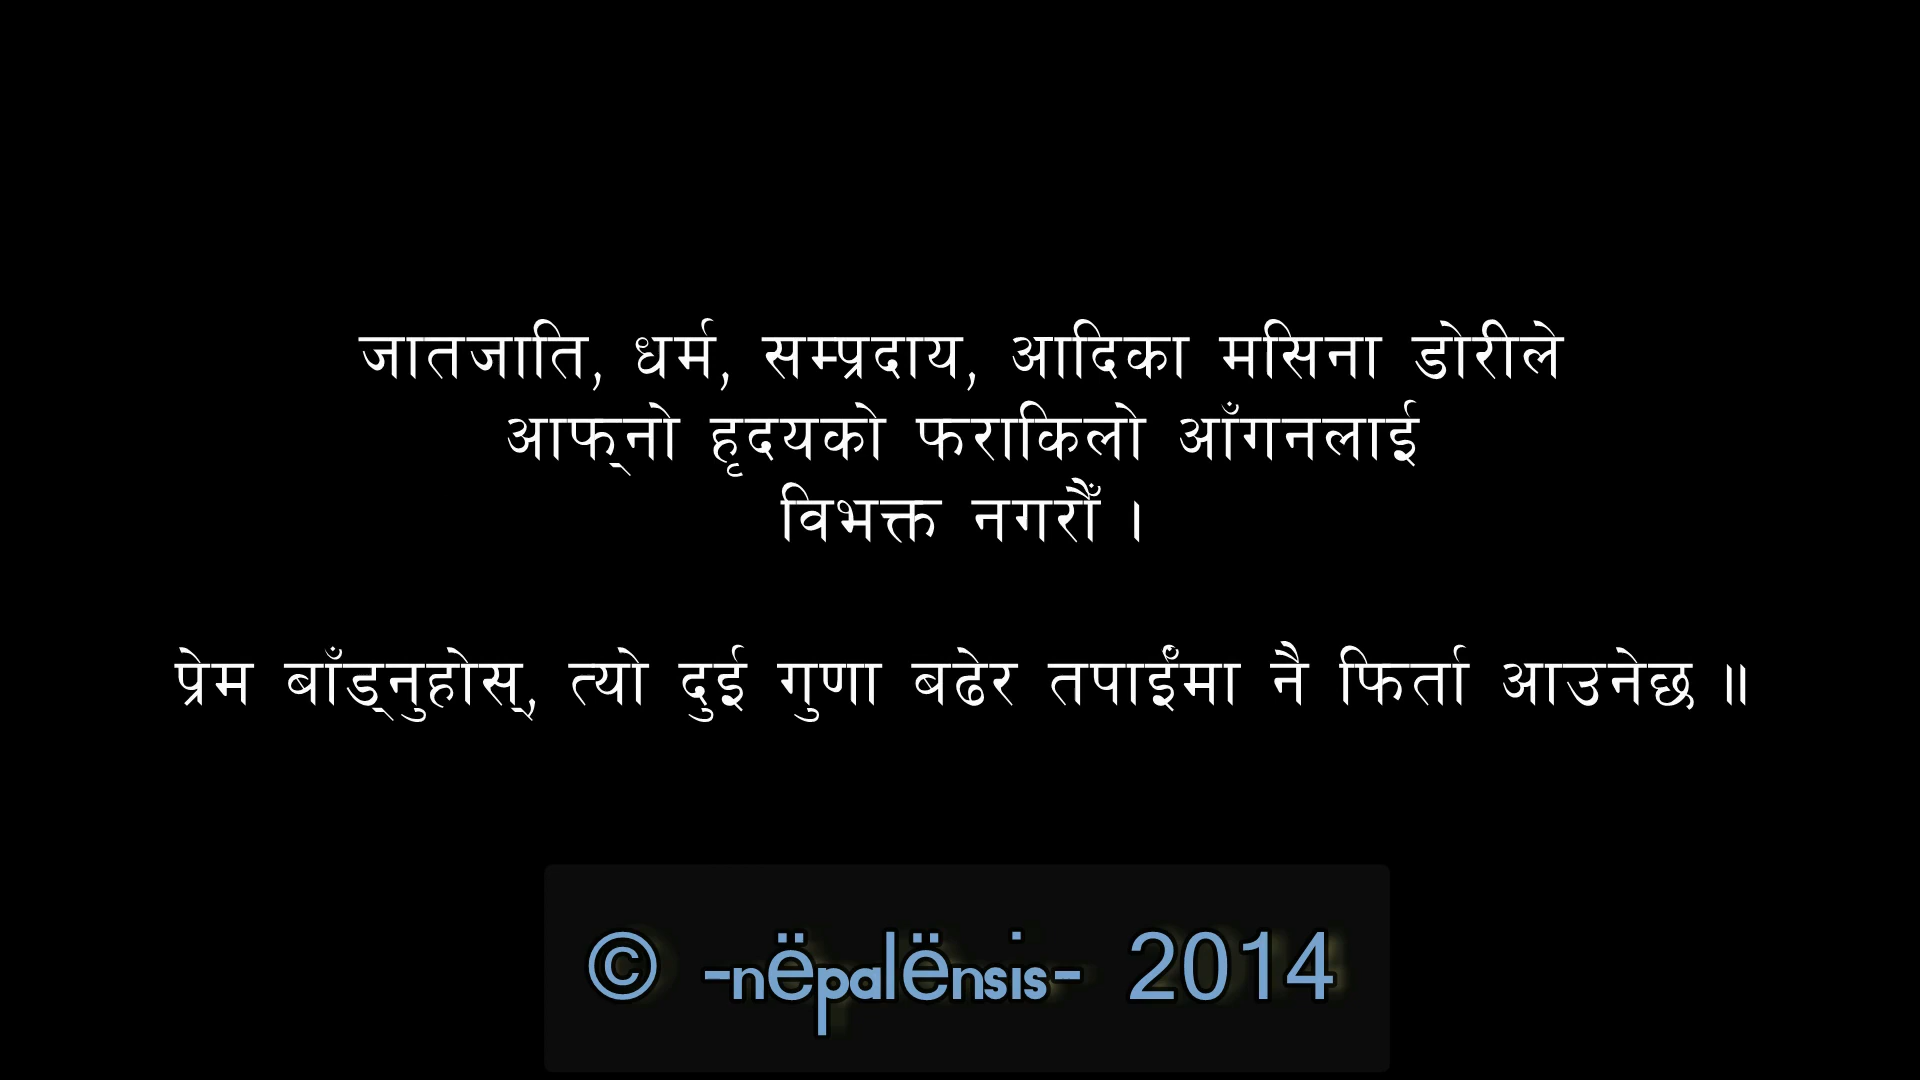 जातजाति, धर्म, सम्प्रदाय, आदिका मसिना डोरीले
आफ्‌नो हृदयको फराकिलो आँगनलाई
विभक्त नगरौँ ।
प्रेम बाँड्नुहोस्, त्यो दुई गुणा बढेर तपाईंमा नै फिर्ता आउनेछ ॥
© -nëpalënsis- 2014